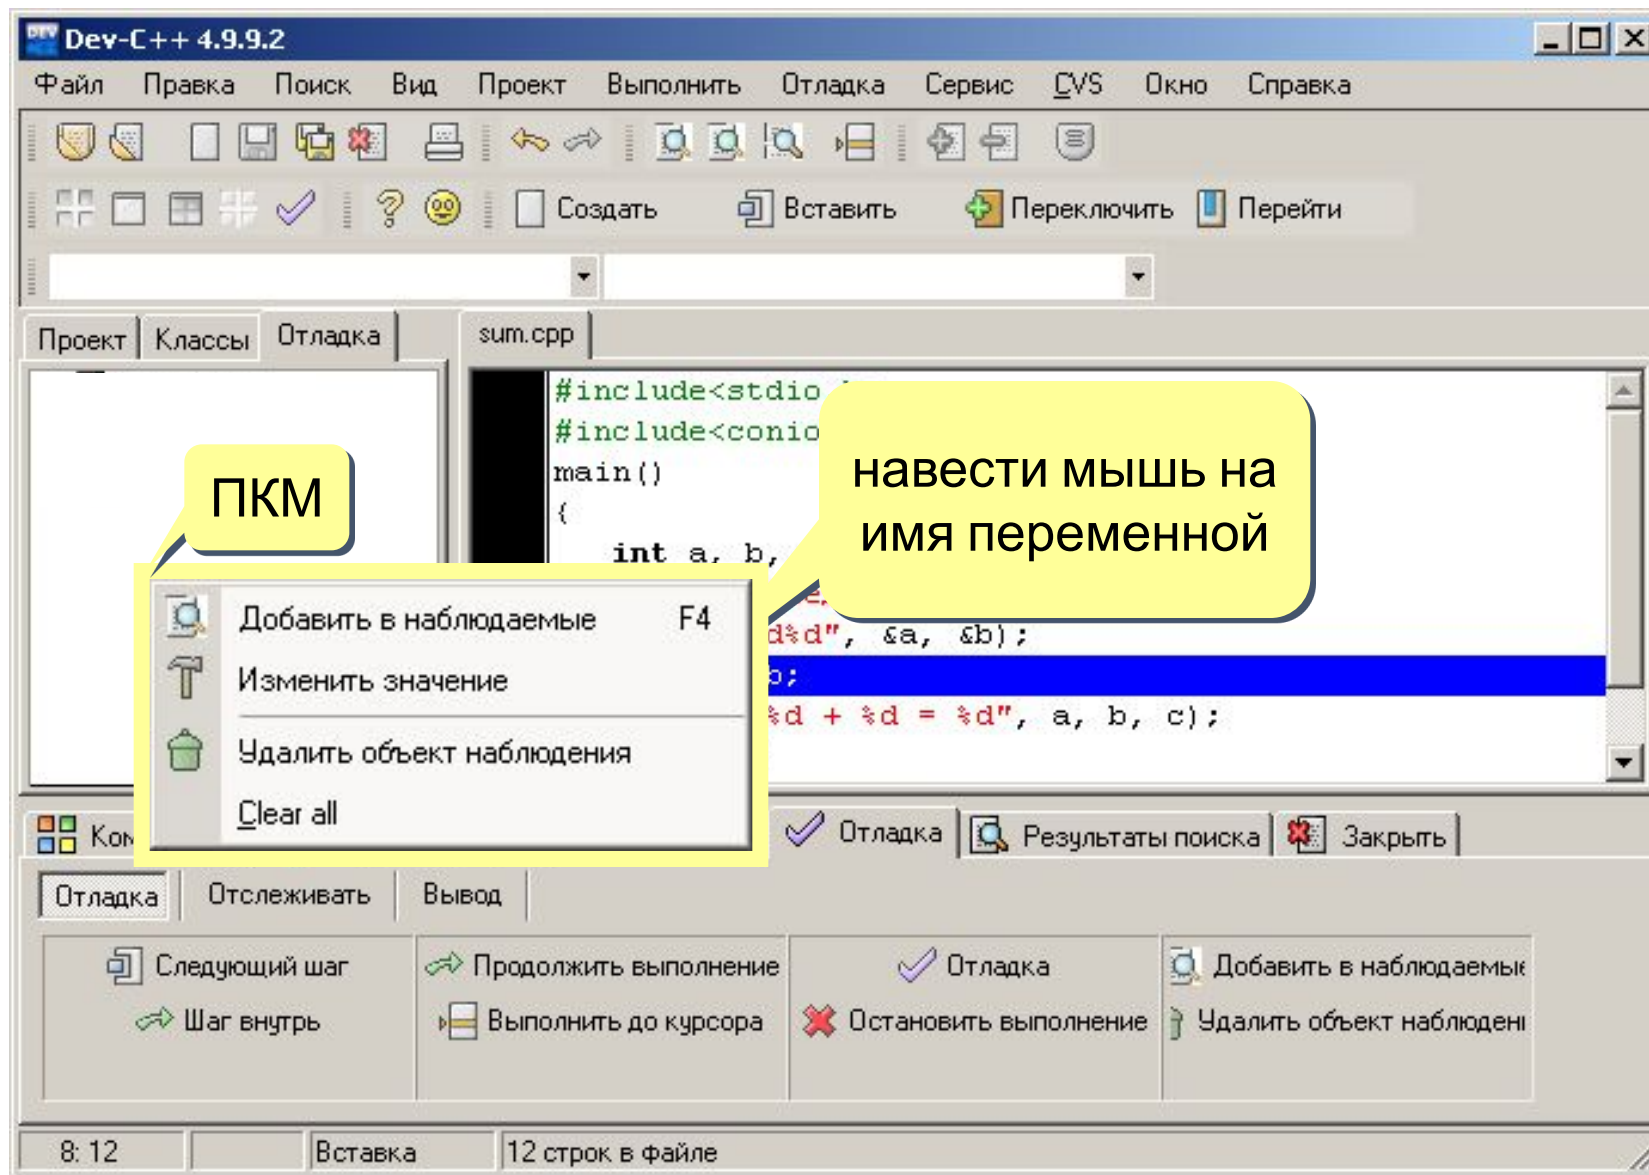 Dev-C++ 4.9.9.2
Файл Правка Поиск Вид Проект Выполнить Отладка Сервис CVS Окно Справка
Создать Вставить Переключить Перейти
Проект Классы Отладка sum.cpp
#include<stdio
#include<conio
main()
{
int a, b,
d%d", &a, &b);
b;
%d + %d = %d", a, b, c);
ПКМ
навести мышь на
имя переменной
Добавить в наблюдаемые F4
Изменить значение
Удалить объект наблюдения
Clear all
Ком Отладка Результаты поиска Закрыть
Отладка Отслеживать Вывод
Следующий шаг Продолжить выполнение Отладка Добавить в наблюдаемые
Шаг внутрь Выполнить до курсора Остановить выполнение Удалить объект наблюден
8: 12 Вставка 12 строк в файле